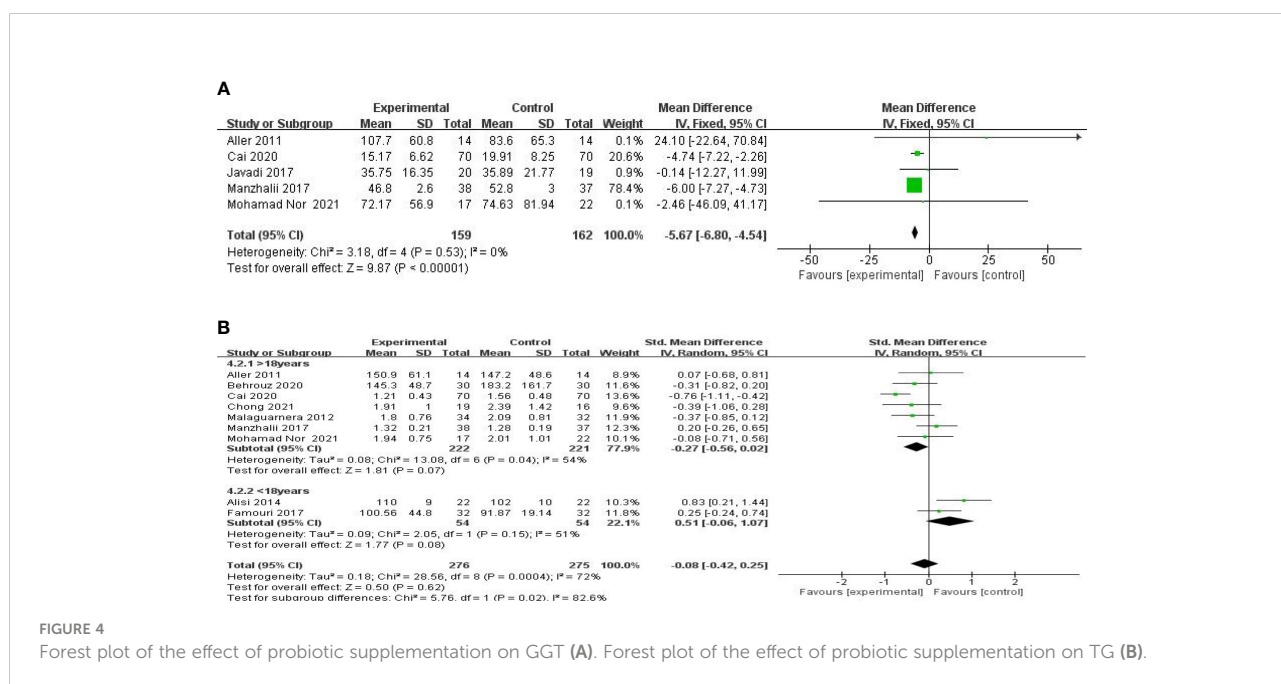 A
Experimental Control Mean Difference Mean Difference
Study or Subgroup Mean SD Total Mean SD Total Weight IV, Fixed, 95% CI IV, Fixed, 95% CI
Aller 2011 107.7 60.8 14 83.6 65.3 14 0.1% 24.10 [-22.64, 70.84]
Cai 2020 15.17 6.62 70 19.91 8.25 70 20.6% -4.74 [-7.22, -2.26]
Javadi 2017 35.75 16.35 20 35.89 21.77 19 0.9% -0.14 [-12.27, 11.99]
Manzhalii 2017 46.8 2.6 38 52.8 3 37 78.4% -6.00 [-7.27, -4.73]
Mohamad Nor 2021 72.17 56.9 17 74.63 81.94 22 0.1% -2.46 [-46.09, 41.17]
Total (95% CI) 159 162 100.0% -5.67 [-6.80, -4.54]
Heterogeneity: Chi² = 3.18, df = 4 (P = 0.53); I² = 0%
Test for overall effect: Z = 9.87 (P < 0.00001)
-50 -25 0 25 50
Favours [experimental] Favours [control]
B
Experimental Control Std. Mean Difference Std. Mean Difference
Study or Subgroup Mean SD Total Mean SD Total Weight IV, Random, 95% CI IV, Random, 95% CI
4.2.1 >18years
Aller 2011 150.9 61.1 14 147.2 48.6 14 8.9% 0.07 [-0.68, 0.81]
Behrouz 2020 145.3 48.7 30 183.2 161.7 30 11.6% -0.31 [-0.82, 0.20]
Cai 2020 1.21 0.43 70 1.56 0.48 70 13.6% -0.76 [-1.11, -0.42]
Chong 2021 1.91 1 19 2.39 1.42 16 9.6% -0.39 [-1.06, 0.28]
Malaguarnera 2012 1.8 0.76 34 2.09 0.81 32 11.9% -0.37 [-0.85, 0.12]
Manzhalii 2017 1.32 0.21 38 1.28 0.19 37 12.3% 0.20 [-0.26, 0.65]
Mohamad Nor 2021 1.94 0.75 17 2.01 1.01 22 10.1% -0.08 [-0.71, 0.56]
Subtotal (95% CI) 222 221 77.9% -0.27 [-0.56, 0.02]
Heterogeneity: Tau² = 0.08; Chi² = 13.08, df = 6 (P = 0.04); I² = 54%
Test for overall effect: Z = 1.81 (P = 0.07)
4.2.2 <18years
Alisi 2014 110 9 22 102 10 22 10.3% 0.83 [0.21, 1.44]
Famouri 2017 100.56 44.8 32 91.87 19.14 32 11.8% 0.25 [-0.24, 0.74]
Subtotal (95% CI) 54 54 22.1% 0.51 [-0.06, 1.07]
Heterogeneity: Tau² = 0.09; Chi² = 2.05, df = 1 (P = 0.15); I² = 51%
Test for overall effect: Z = 1.77 (P = 0.08)
Total (95% CI) 276 275 100.0% -0.08 [-0.42, 0.25]
Heterogeneity: Tau² = 0.18; Chi² = 28.56, df = 8 (P = 0.0004); I² = 72%
Test for overall effect: Z = 0.50 (P = 0.62)
Test for subgroup differences: Chi² = 5.76, df = 1 (P = 0.02), I² = 82.6%
-2 -1 0 1 2
Favours [experimental] Favours [control]
FIGURE 4
Forest plot of the effect of probiotic supplementation on GGT (A). Forest plot of the effect of probiotic supplementation on TG (B).